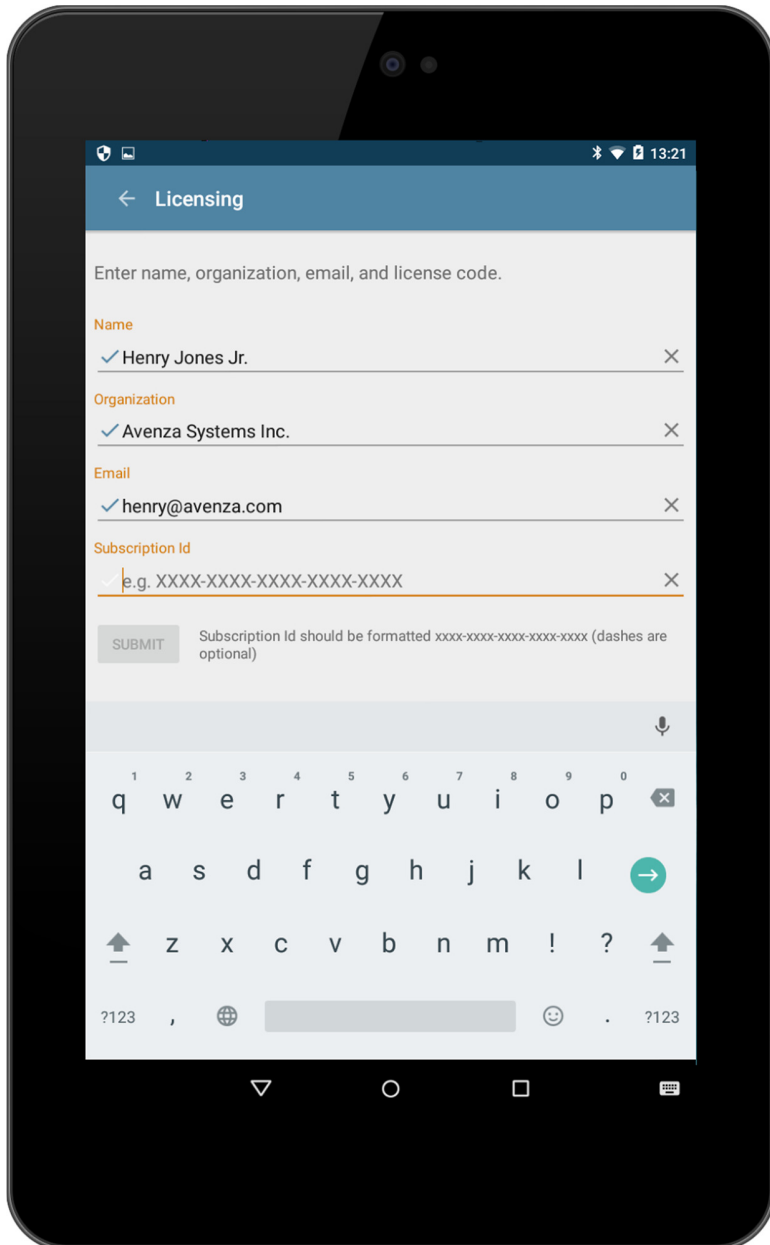 13:21
Licensing
Enter name, organization, email, and license code.
Name
Henry Jones Jr.
Organization
Avenza Systems Inc.
Email
henry@avenza.com
Subscription Id
e.g. XXXX-XXXX-XXXX-XXXX-XXXX
SUBMIT
Subscription Id should be formatted xxxx-xxxx-xxxx-xxxx-xxxx (dashes are
optional)
1 2 3 4 5 6 7 8 9 0
q w e r t y u i o p
a s d f g h j k l
z x c v b n m ! ?
?123 , . ?123